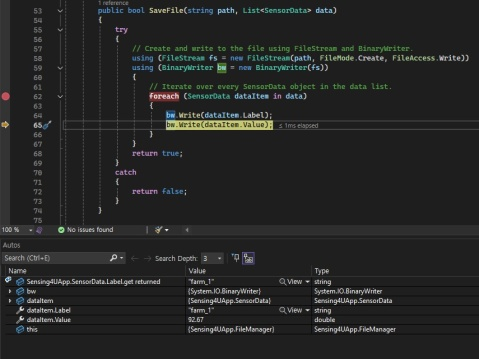 1 reference
53 public bool SaveFile(string path, List<SensorData> data)
54 {
55 try
56 {
57 // Create and write to the file using FileStream and BinaryWriter.
58 using (FileStream fs = new FileStream(path, FileMode.Create, FileAccess.Write))
59 using (BinaryWriter bw = new BinaryWriter(fs))
60 {
61 // Iterate over every SensorData object in the data list.
62 foreach (SensorData dataItem in data)
63 {
64 bw.Write(dataItem.Label);
65 bw.Write(dataItem.Value); ≤ 1ms elapsed
66 }
67 }
68 return true;
69 }
70 catch
71 {
72 return false;
73 }
74 }
75
100 % No issues found
Autos
Search (Ctrl+E) Search Depth: 3
Name Value Type
Sensing4UApp.SensorData.Label.get returned "farm_1" View string
bw {System.IO.BinaryWriter} System.IO.BinaryWriter
dataItem {Sensing4UApp.SensorData} Sensing4UApp.SensorData
dataItem.Label "farm_1" View string
dataItem.Value 92.67 double
this {Sensing4UApp.FileManager} Sensing4UApp.FileManager